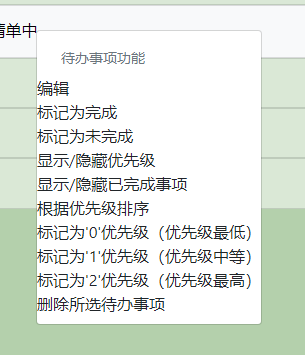 清单中
待办事项功能
编辑
标记为完成
标记为未完成
显示/隐藏优先级
显示/隐藏已完成事项
根据优先级排序
标记为'0'优先级（优先级最低）
标记为'1'优先级（优先级中等）
标记为'2'优先级（优先级最高）
删除所选待办事项